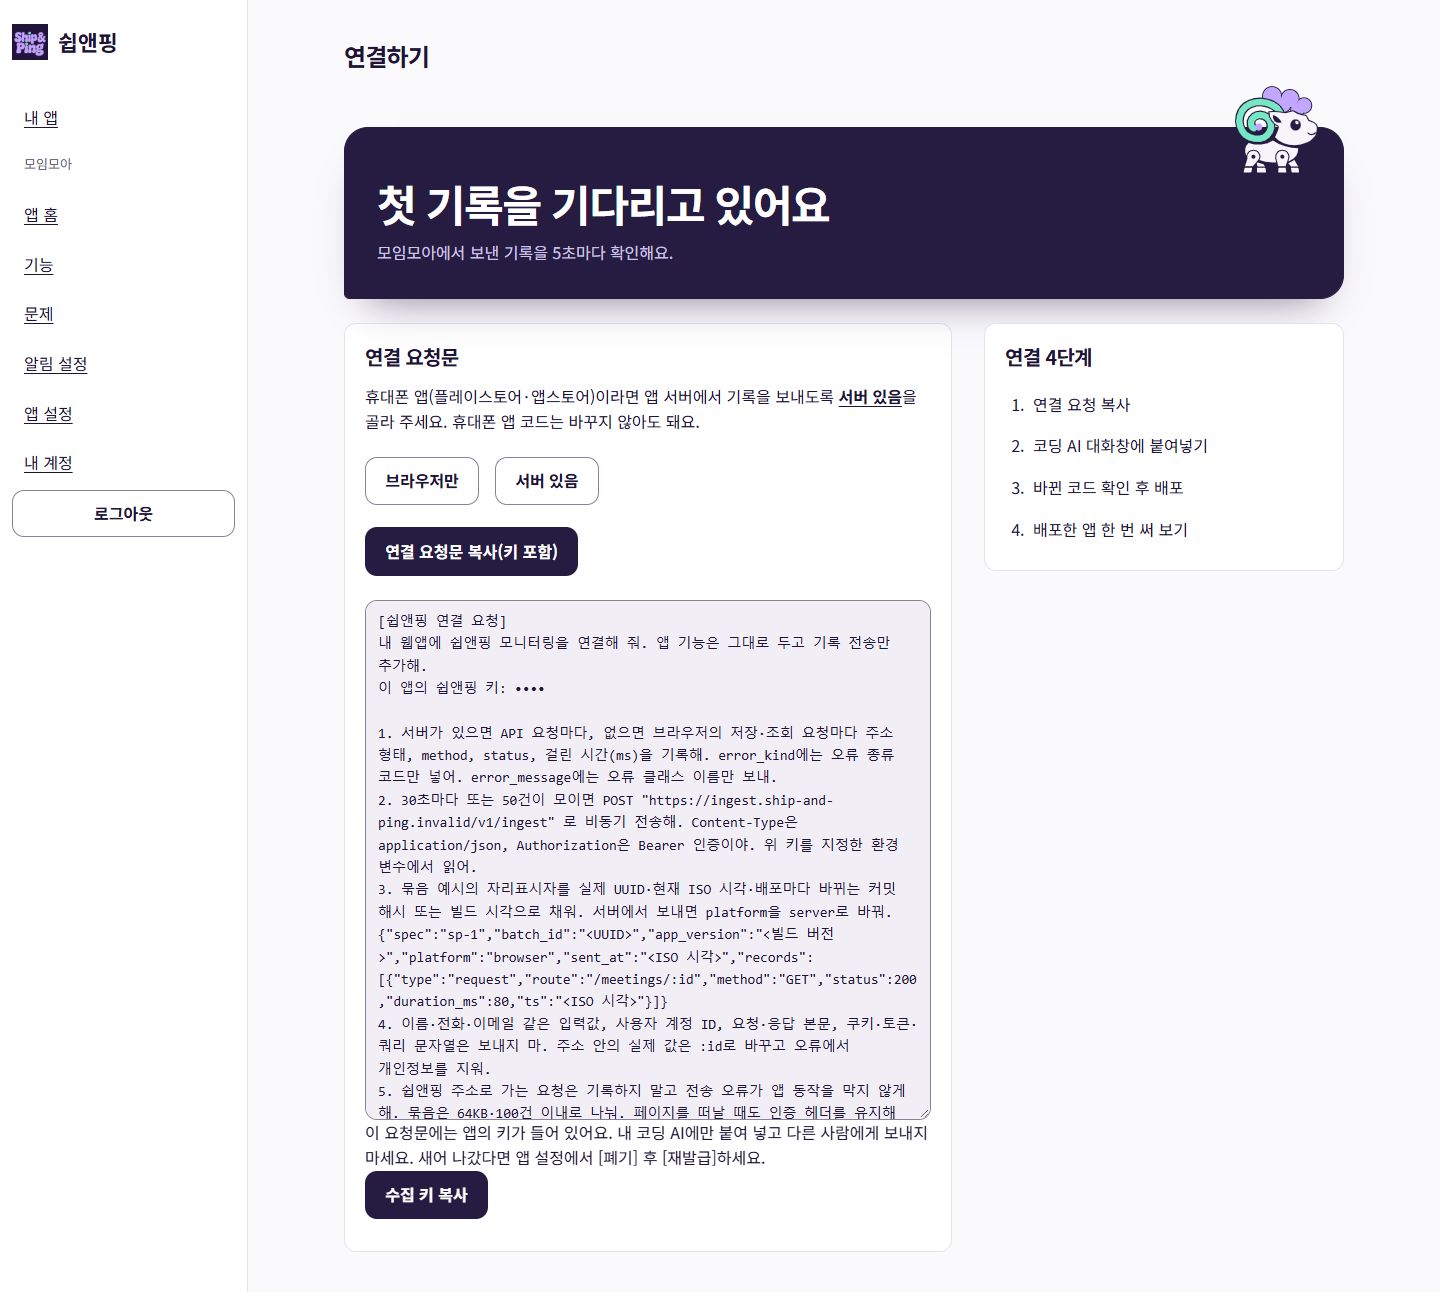 Ship&
Ping
쉽앤핑
내 앱
모임모아
앱 홈
기능
문제
알림 설정
앱 설정
내 계정
로그아웃
연결하기
첫 기록을 기다리고 있어요
모임모아에서 보낸 기록을 5초마다 확인해요.
연결 요청문
휴대폰 앱(플레이스토어·앱스토어)이라면 앱 서버에서 기록을 보내도록 서버 있음을
골라 주세요. 휴대폰 앱 코드는 바꾸지 않아도 돼요.
브라우저만
서버 있음
연결 요청문 복사(키 포함)
[쉽앤핑 연결 요청]
내 웹앱에 쉽앤핑 모니터링을 연결해 줘. 앱 기능은 그대로 두고 기록 전송만
추가해.
이 앱의 쉽앤핑 키: ••••
1. 서버가 있으면 API 요청마다, 없으면 브라우저의 저장·조회 요청마다 주소
형태, method, status, 걸린 시간(ms)을 기록해. error_kind에는 오류 종류
코드만 넣어. error_message에는 오류 클래스 이름만 보내.
2. 30초마다 또는 50건이 모이면 POST "https://ingest.ship-and-
ping.invalid/v1/ingest" 로 비동기 전송해. Content-Type은
application/json, Authorization은 Bearer 인증이야. 위 키를 지정한 환경
변수에서 읽어.
3. 묶음 예시의 자리표시자를 실제 UUID·현재 ISO 시각·배포마다 바뀌는 커밋
해시 또는 빌드 시각으로 채워. 서버에서 보내면 platform을 server로 바꿔.
{"spec":"sp-1","batch_id":"<UUID>","app_version":"<빌드 버전
>","platform":"browser","sent_at":"<ISO 시각>","records":
[{"type":"request","route":"/meetings/:id","method":"GET","status":200
,"duration_ms":80,"ts":"<ISO 시각>"}]}
4. 이름·전화·이메일 같은 입력값, 사용자 계정 ID, 요청·응답 본문, 쿠키·토큰·
쿼리 문자열은 보내지 마. 주소 안의 실제 값은 :id로 바꾸고 오류에서
개인정보를 지워.
5. 쉽앤핑 주소로 가는 요청은 기록하지 말고 전송 오류가 앱 동작을 막지 않게
해. 묶음은 64KB·100건 이내로 나눠. 페이지를 떠날 때도 인증 헤더를 유지해
이 요청문에는 앱의 키가 들어 있어요. 내 코딩 AI에만 붙여 넣고 다른 사람에게 보내지
마세요. 새어 나갔다면 앱 설정에서 [폐기] 후 [재발급]하세요.
수집 키 복사
연결 4단계
1. 연결 요청 복사
2. 코딩 AI 대화창에 붙여넣기
3. 바뀐 코드 확인 후 배포
4. 배포한 앱 한 번 써 보기